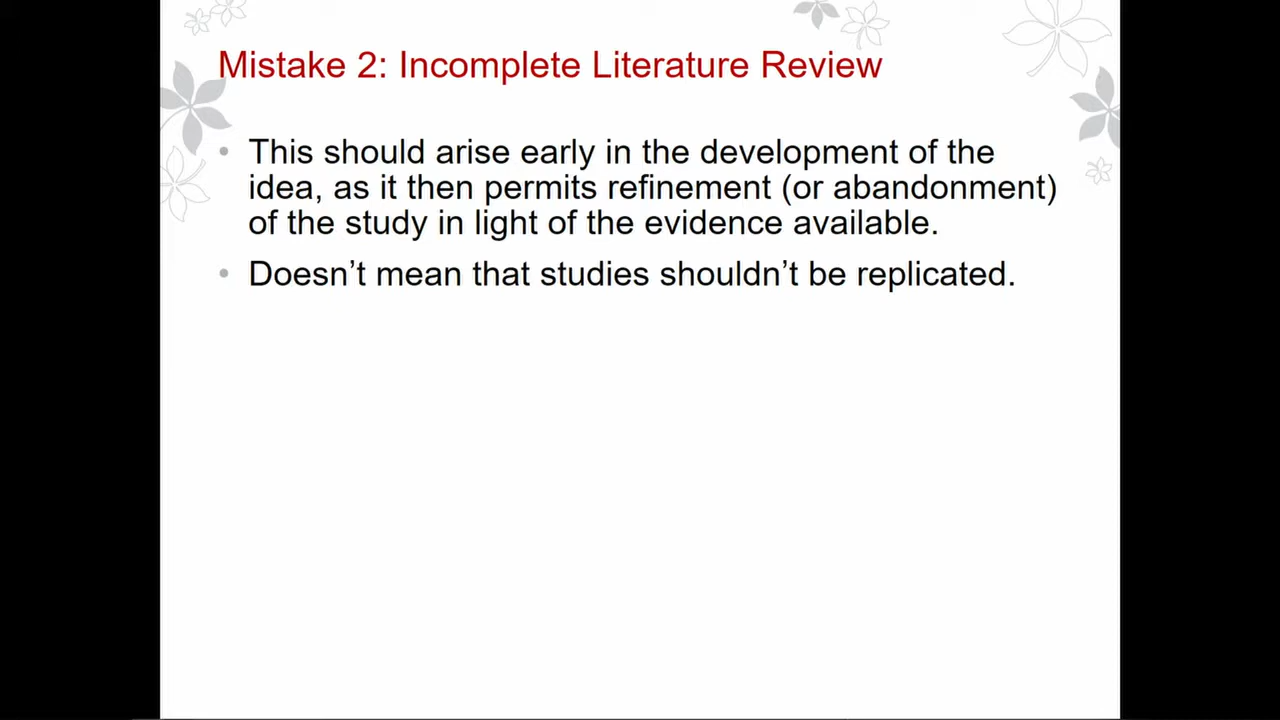 Mistake 2: Incomplete Literature Review
• This should arise early in the development of the
idea, as it then permits refinement (or abandonment)
of the study in light of the evidence available.
• Doesn’t mean that studies shouldn’t be replicated.